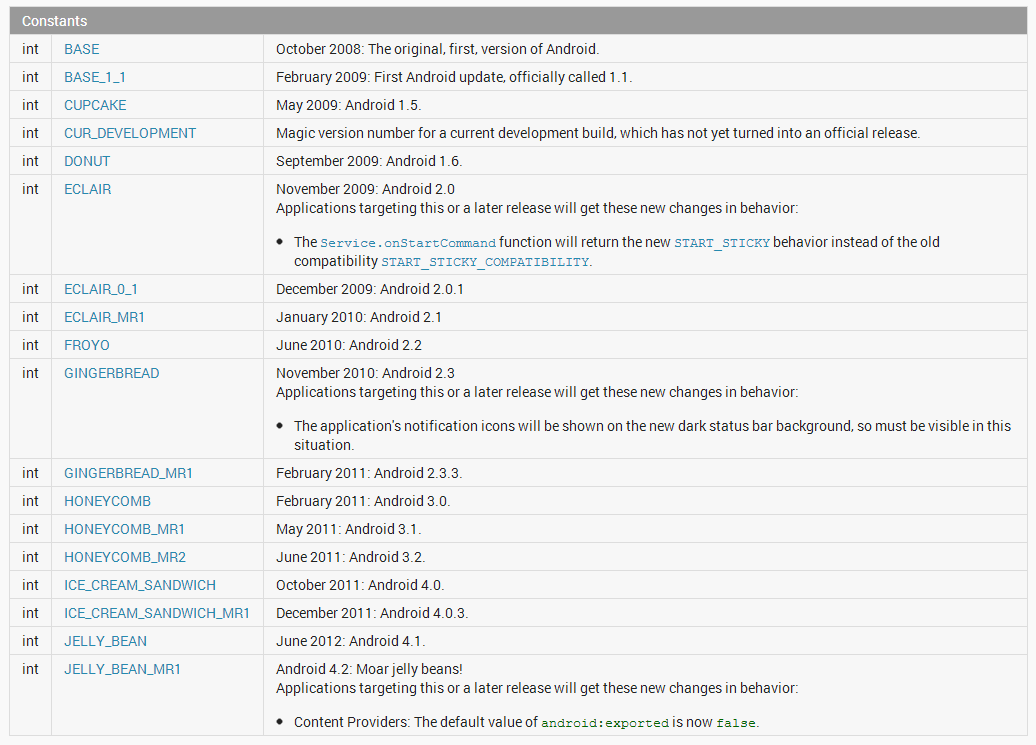 Constants
int BASE October 2008: The original, first, version of Android.
int BASE_1_1 February 2009: First Android update, officially called 1.1.
int CUPCAKE May 2009: Android 1.5.
int CUR_DEVELOPMENT Magic version number for a current development build, which has not yet turned into an official release.
int DONUT September 2009: Android 1.6.
int ECLAIR November 2009: Android 2.0
Applications targeting this or a later release will get these new changes in behavior:
• The Service.onStartCommand function will return the new START_STICKY behavior instead of the old
compatibility START_STICKY_COMPATIBILITY.
int ECLAIR_0_1 December 2009: Android 2.0.1
int ECLAIR_MR1 January 2010: Android 2.1
int FROYO June 2010: Android 2.2
int GINGERBREAD November 2010: Android 2.3
Applications targeting this or a later release will get these new changes in behavior:
• The application's notification icons will be shown on the new dark status bar background, so must be visible in this
situation.
int GINGERBREAD_MR1 February 2011: Android 2.3.3.
int HONEYCOMB February 2011: Android 3.0.
int HONEYCOMB_MR1 May 2011: Android 3.1.
int HONEYCOMB_MR2 June 2011: Android 3.2.
int ICE_CREAM_SANDWICH October 2011: Android 4.0.
int ICE_CREAM_SANDWICH_MR1 December 2011: Android 4.0.3.
int JELLY_BEAN June 2012: Android 4.1.
int JELLY_BEAN_MR1 Android 4.2: Moar jelly beans!
Applications targeting this or a later release will get these new changes in behavior:
• Content Providers: The default value of android:exported is now false.